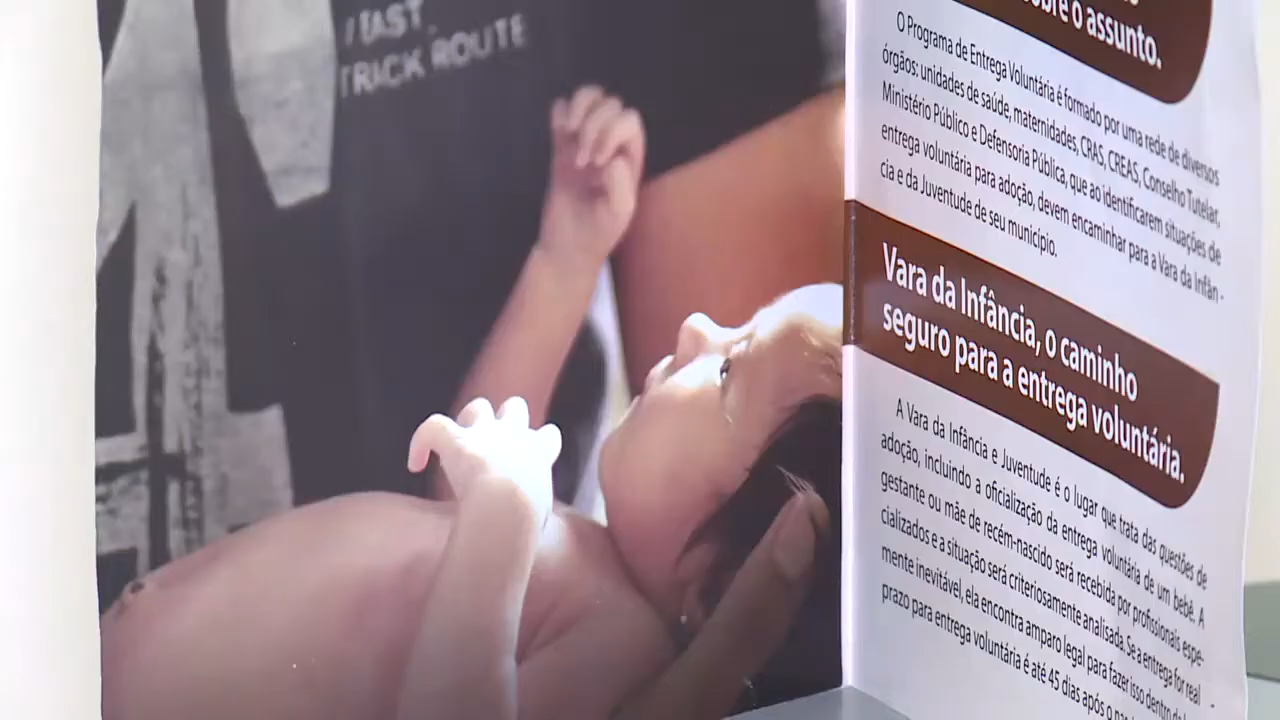 FAST
TRICK ROUTE
sobre o assunto.
O Programa de Entrega Voluntária é formado por uma rede de diversos
órgãos: unidades de saúde, maternidades, CRAS, CREAS, Conselho Tutelar,
Ministério Público e Defensoria Pública, que ao identificarem situações de
entrega voluntária para adoção, devem encaminhar para a Vara da Infân-
cia e da Juventude de seu município.
Vara da Infância, o caminho
seguro para a entrega voluntária.
A Vara da Infância e Juventude é o lugar que trata das questões de
adoção, incluindo a oficialização da entrega voluntária de um bebê. A
gestante ou mãe de recém-nascido será recebida por profissionais espe-
cializados e a situação será criteriosamente analisada. Se a entrega for real
mente inevitável, ela encontra amparo legal para fazer isso dentro
prazo para entrega voluntária é até 45 dias após o